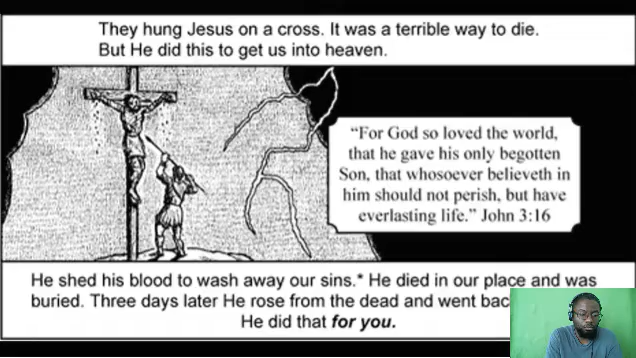 They hung Jesus on a cross. It was a terrible way to die.
But He did this to get us into heaven.
“For God so loved the world,
that he gave his only begotten
Son, that whosoever believeth in
him should not perish, but have
everlasting life.” John 3:16
He shed his blood to wash away our sins.* He died in our place and was
buried. Three days later He rose from the dead and went
He did that for you.